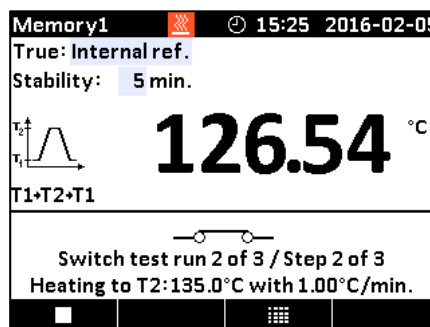 Memory1 15:25 2016-02-05
True: Internal ref.
Stability: 5 min.
126.54 °C
T₂
T₁
T1→T2→T1
Switch test run 2 of 3 / Step 2 of 3
Heating to T2:135.0°C with 1.00°C/min.